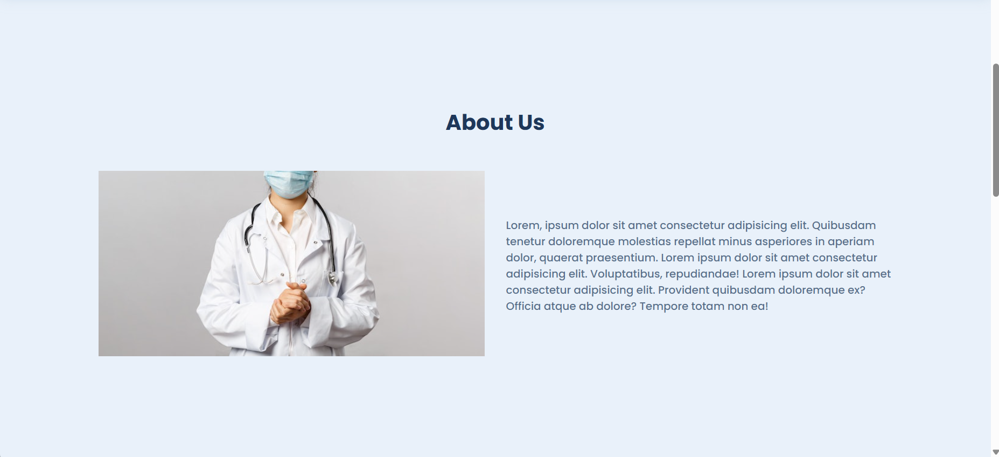 About Us
Lorem, ipsum dolor sit amet consectetur adipisicing elit. Quibusdam
tenetur doloremque molestias repellat minus asperiores in aperiam
dolor, quaerat praesentium. Lorem ipsum dolor sit amet consectetur
adipisicing elit. Voluptatibus, repudiandae! Lorem ipsum dolor sit amet
consectetur adipisicing elit. Provident quibusdam doloremque ex?
Officia atque ab dolore? Tempore totam non ea!